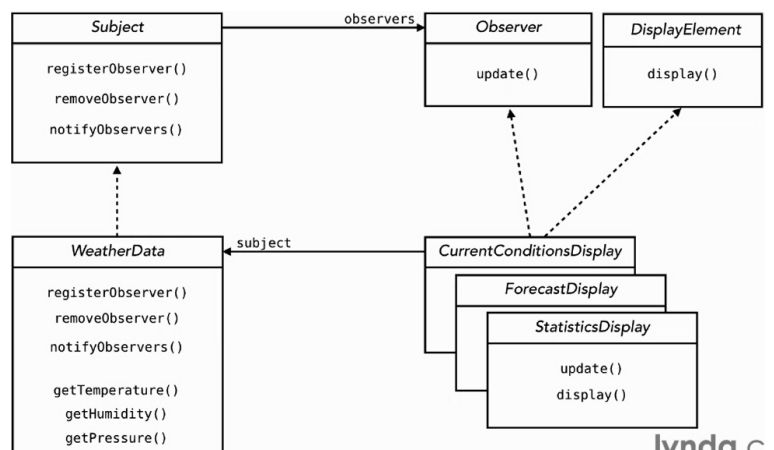 Subject
registerObserver()
removeObserver()
notifyObservers()
observers
Observer
update()
DisplayElement
display()
WeatherData
registerObserver()
removeObserver()
notifyObservers()
getTemperature()
getHumidity()
getPressure()
subject
CurrentConditionsDisplay
ForecastDisplay
StatisticsDisplay
update()
display()
lynda.c